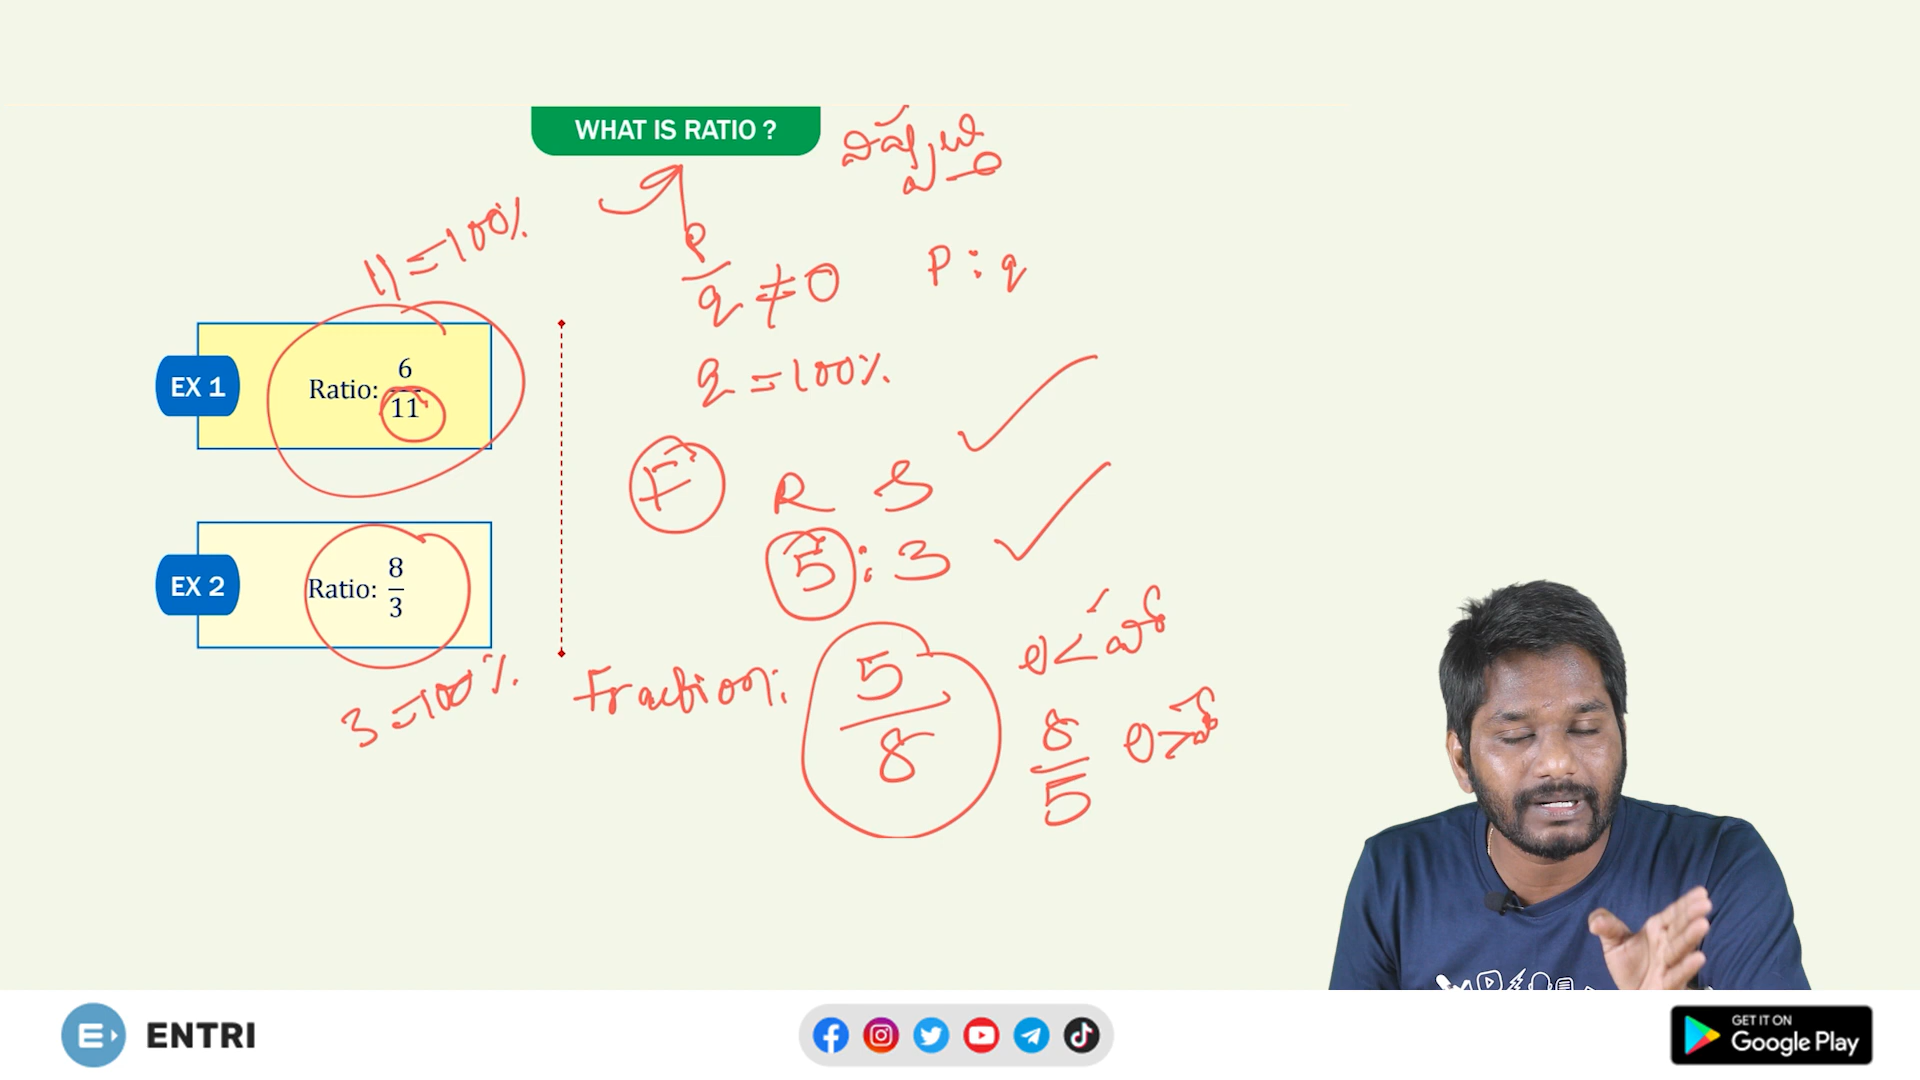 WHAT IS RATIO ?
11 = 100%
p/q ≠ 0
P : q
q = 100%
EX 1
Ratio: 6/11
F
R S
5 : 3
EX 2
Ratio: 8/3
3 = 100%
Fraction: 5/8
8/5
ENTRI
GET IT ON
Google Play